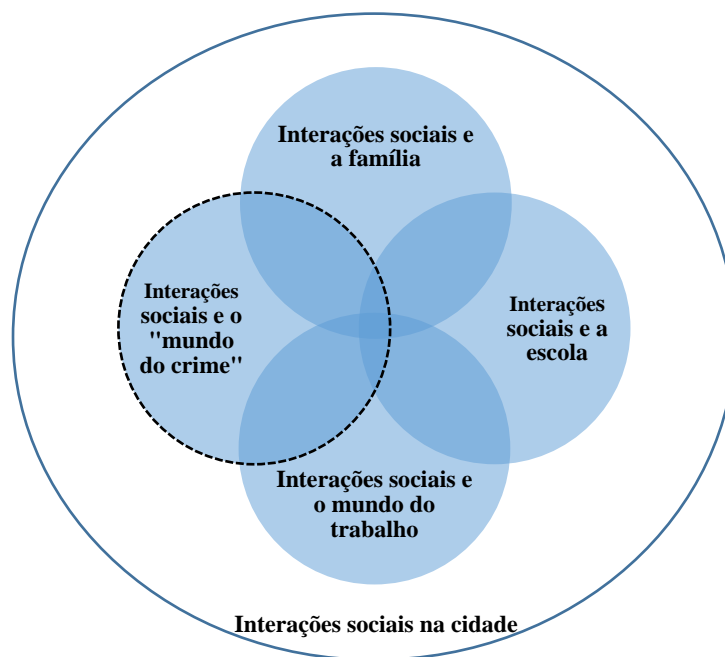 Interações sociais e
a família
Interações
sociais e o
"mundo
do crime"
Interações
sociais e a
escola
Interações sociais e
o mundo do
trabalho
Interações sociais na cidade